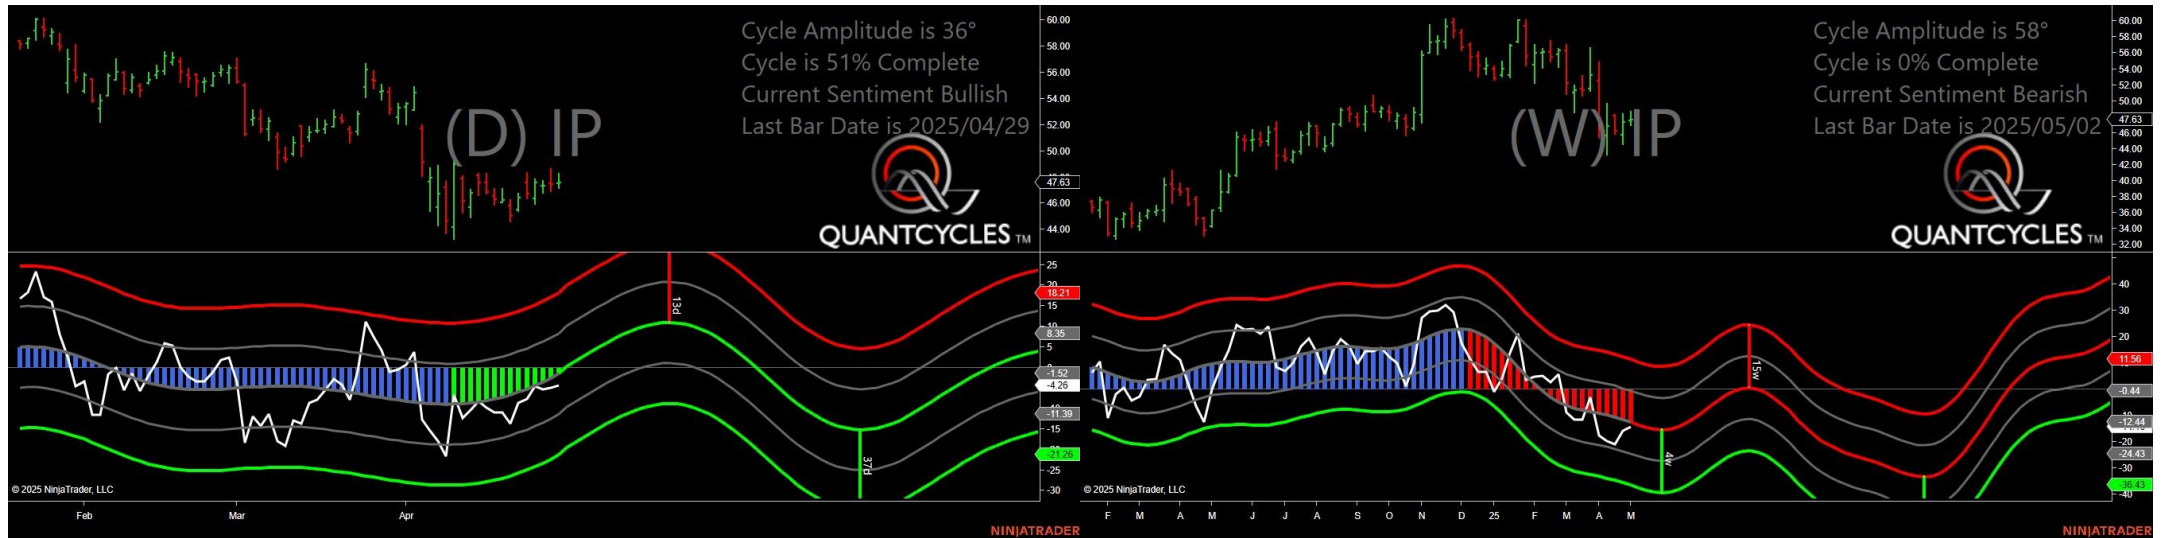 Cycle Amplitude is 36°
Cycle is 51% Complete
Current Sentiment Bullish
Last Bar Date is 2025/04/29
(D) IP
QUANTCYCLES TM
60.00
58.00
56.00
54.00
52.00
50.00
47.63
46.00
44.00
25
18.21
15
8.35
5
-1.52
-4.26
-11.39
-15
-21.26
-25
-30
13d
37d
© 2025 NinjaTrader, LLC
Feb Mar Apr
NINJATRADER
Cycle Amplitude is 58°
Cycle is 0% Complete
Current Sentiment Bearish
Last Bar Date is 2025/05/02
(W) IP
QUANTCYCLES TM
60.00
58.00
56.00
54.00
52.00
50.00
47.63
46.00
44.00
42.00
40.00
38.00
36.00
34.00
32.00
40
30
20
11.56
-0.44
-12.44
-20
-24.43
-30
-36.43
-40
15w
4w
© 2025 NinjaTrader, LLC
F M A M J J A S O N D 25 F M A M
NINJATRADER